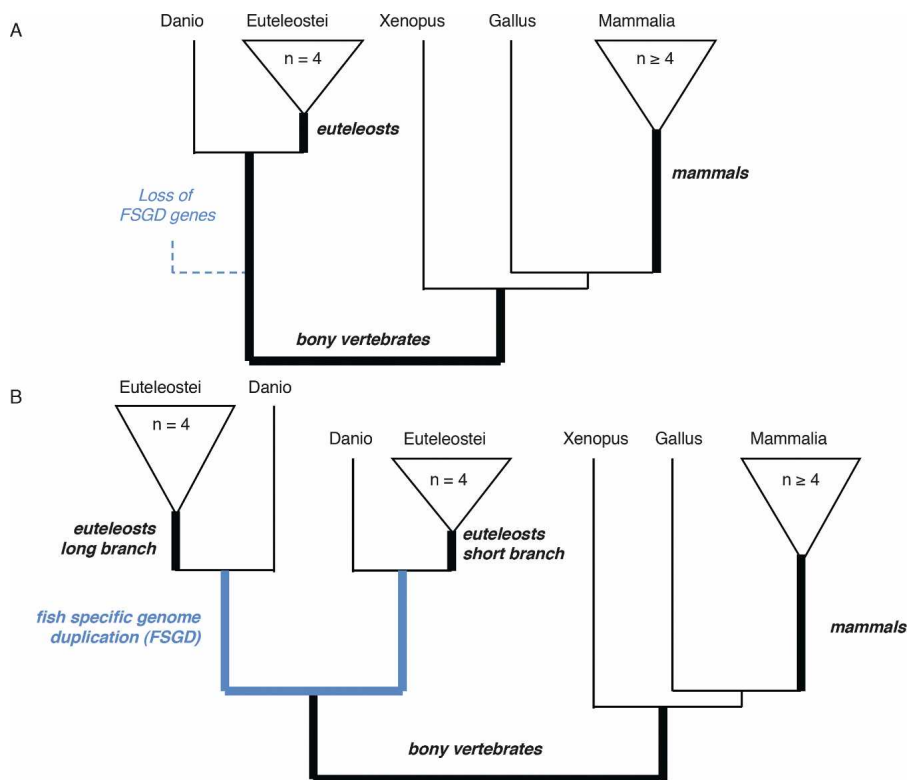 A
Danio
Euteleostei
Xenopus
Gallus
Mammalia
n = 4
n ≥ 4
euteleosts
mammals
Loss of
FSGD genes
bony vertebrates
B
Euteleostei
Danio
n = 4
Danio
Euteleostei
Xenopus
Gallus
Mammalia
n = 4
n ≥ 4
euteleosts
long branch
euteleosts
short branch
fish specific genome
duplication (FSGD)
mammals
bony vertebrates